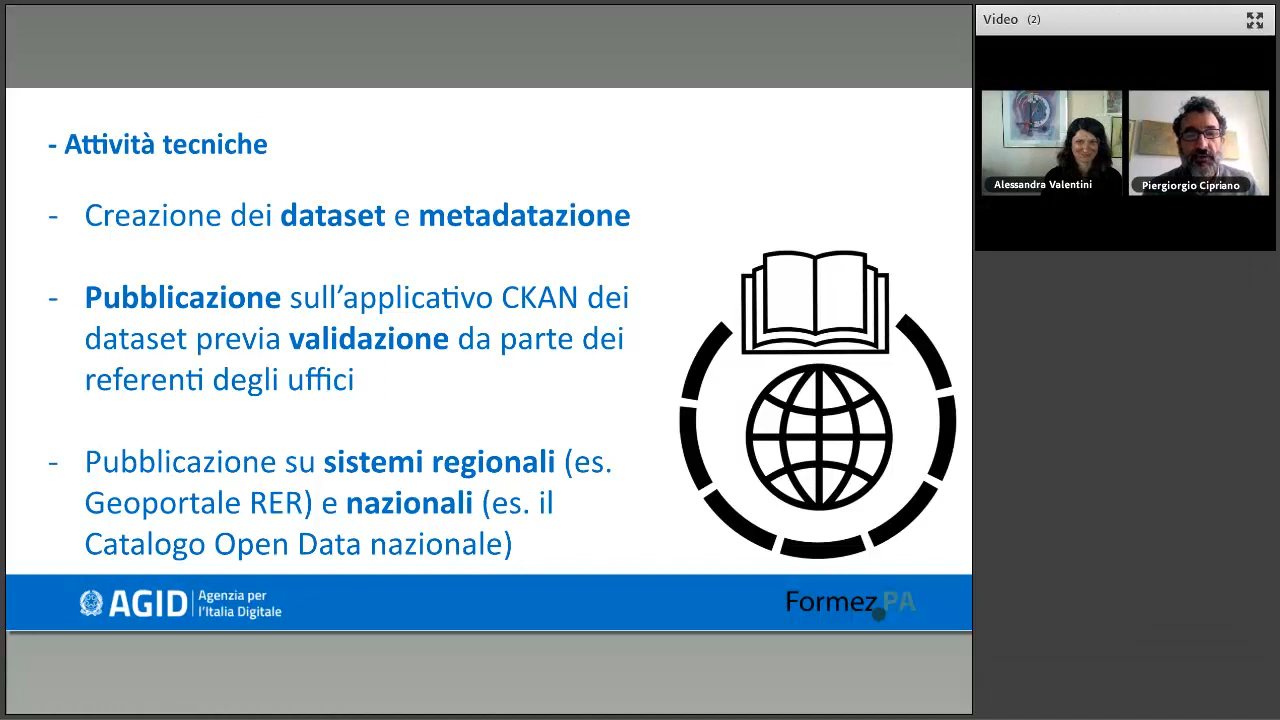 Video (2)
Alessandra Valentini
Piergiorgio Cipriano
- Attività tecniche
- Creazione dei dataset e metadatazione
- Pubblicazione sull’applicativo CKAN dei
dataset previa validazione da parte dei
referenti degli uffici
- Pubblicazione su sistemi regionali (es.
Geoportale RER) e nazionali (es. il
Catalogo Open Data nazionale)
AGID Agenzia per
l’Italia Digitale
Formez PA